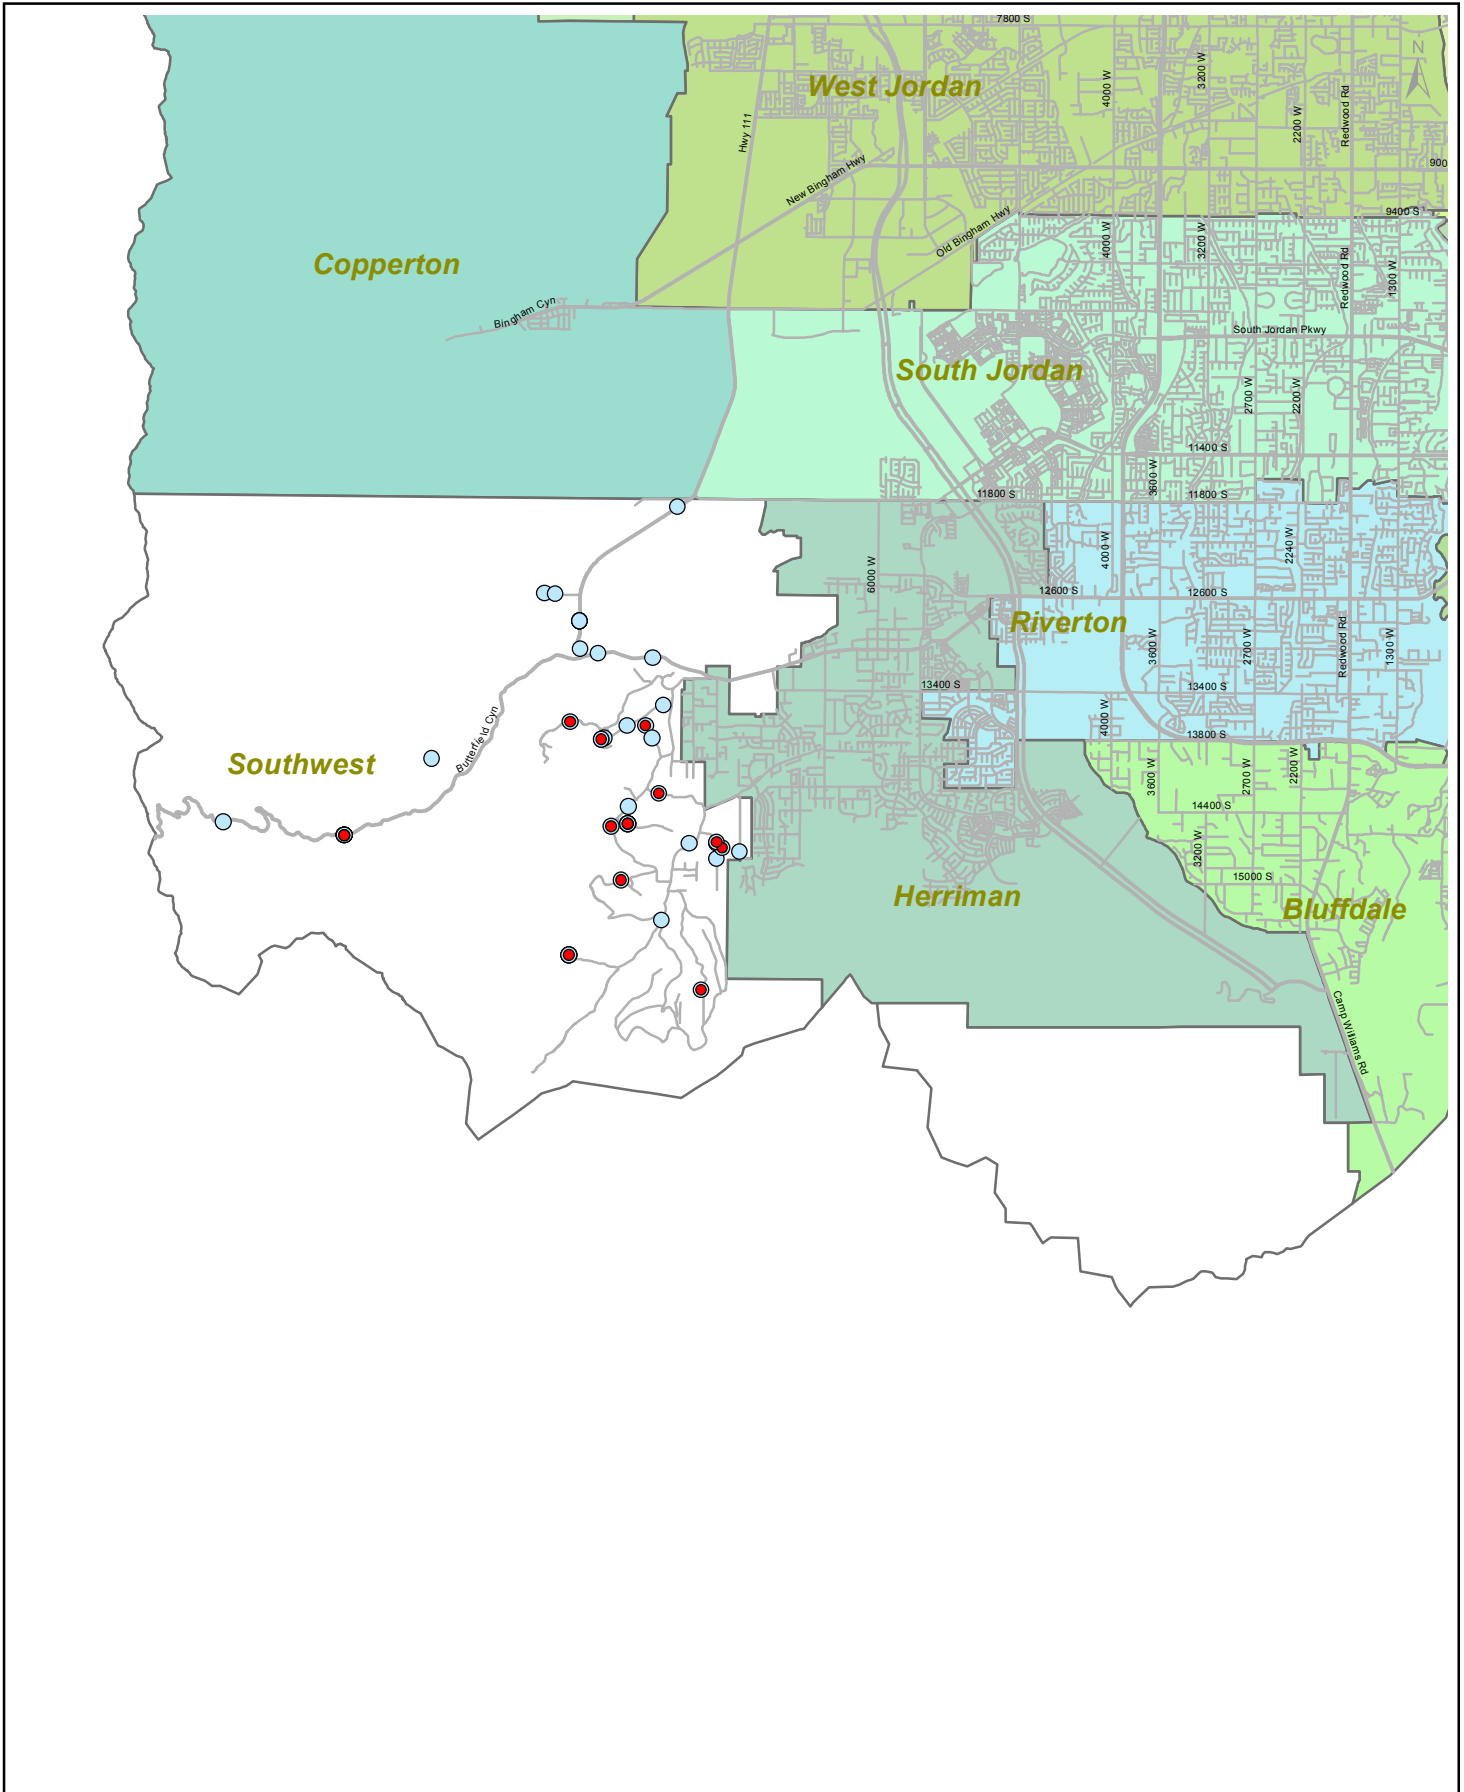 7800 S
N
West Jordan
4000 W
3200 W
2200 W
Redwood Rd
Hwy 111
New Bingham Hwy
900
9400 S
Old Bingham Hwy
4000 W
3200 W
Redwood Rd
1300 W
Copperton
Bingham Cyn
South Jordan Pkwy
South Jordan
2700 W
2200 W
11400 S
3600 W
11800 S
11800 S
6000 W
4000 W
2240 W
12600 S
12600 S
Riverton
3600 W
2700 W
Redwood Rd
1300 W
13400 S
13400 S
4000 W
13800 S
Butterfield Cyn
Southwest
3600 W
2700 W
2200 W
14400 S
3200 W
15000 S
Herriman
Bluffdale
Camp Williams Rd